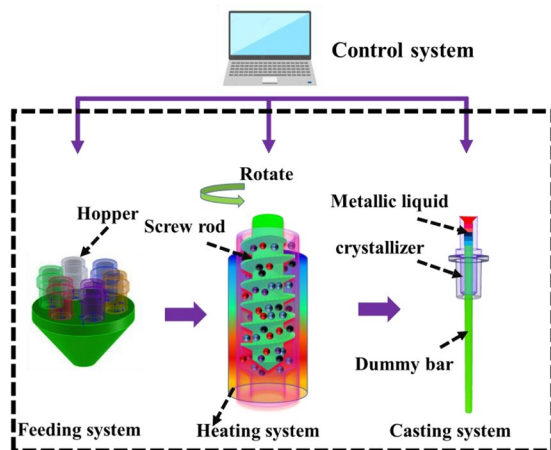 Control system
Rotate
Hopper
Screw rod
Metallic liquid
crystallizer
Dummy bar
Feeding system
Heating system
Casting system